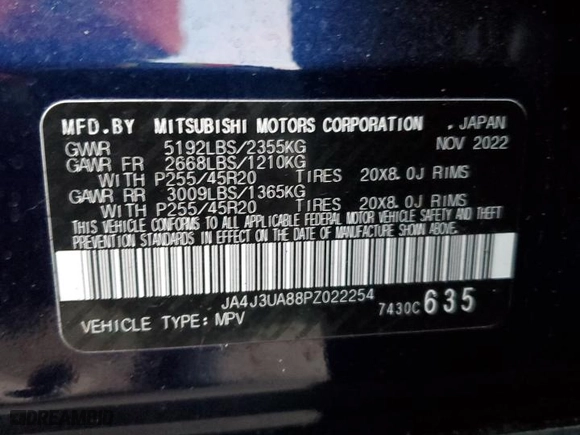 MFD.BY MITSUBISHI MOTORS CORPORATION ,JAPAN
GVWR 5192LBS/2355KG NOV 2022
GAWR FR 2668LBS/1210KG
WITH P255/45R20 TIRES 20X8.0J RIMS
GAWR RR 3009LBS/1365KG
WITH P255/45R20 TIRES 20X8.0J RIMS
THIS VEHICLE CONFORMS TO ALL APPLICABLE FEDERAL MOTOR VEHICLE SAFETY AND THEFT
PREVENTION STANDARDS IN EFFECT ON THE DATE OF MANUFACTURE SHOWN ABOVE.
JA4J3UA88PZ022254
7430C 635
VEHICLE TYPE: MPV